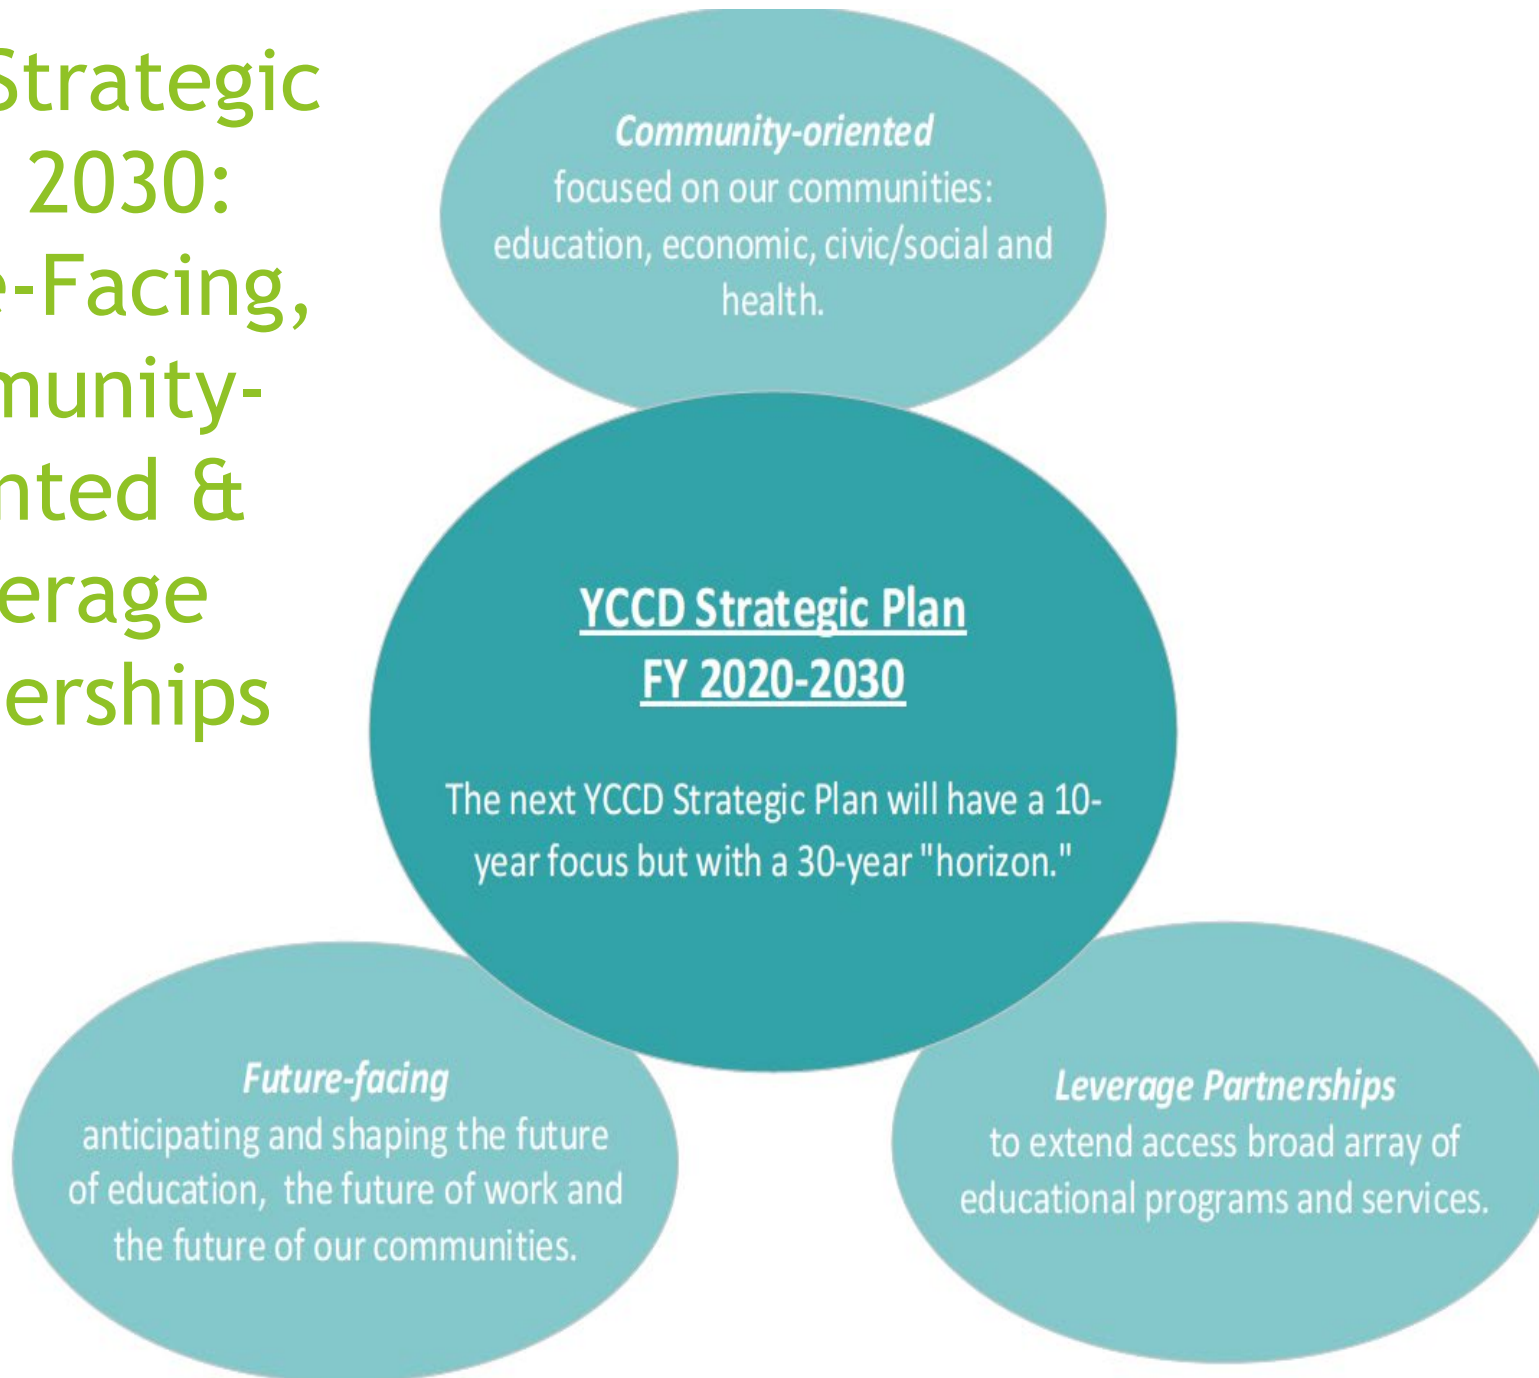 Strategic
2030:
e-Facing,
munity-
nted &
erage
erships
Community-oriented
focused on our communities:
education, economic, civic/social and
health.
YCCD Strategic Plan
FY 2020-2030
The next YCCD Strategic Plan will have a 10-
year focus but with a 30-year "horizon."
Future-facing
anticipating and shaping the future
of education, the future of work and
the future of our communities.
Leverage Partnerships
to extend access broad array of
educational programs and services.